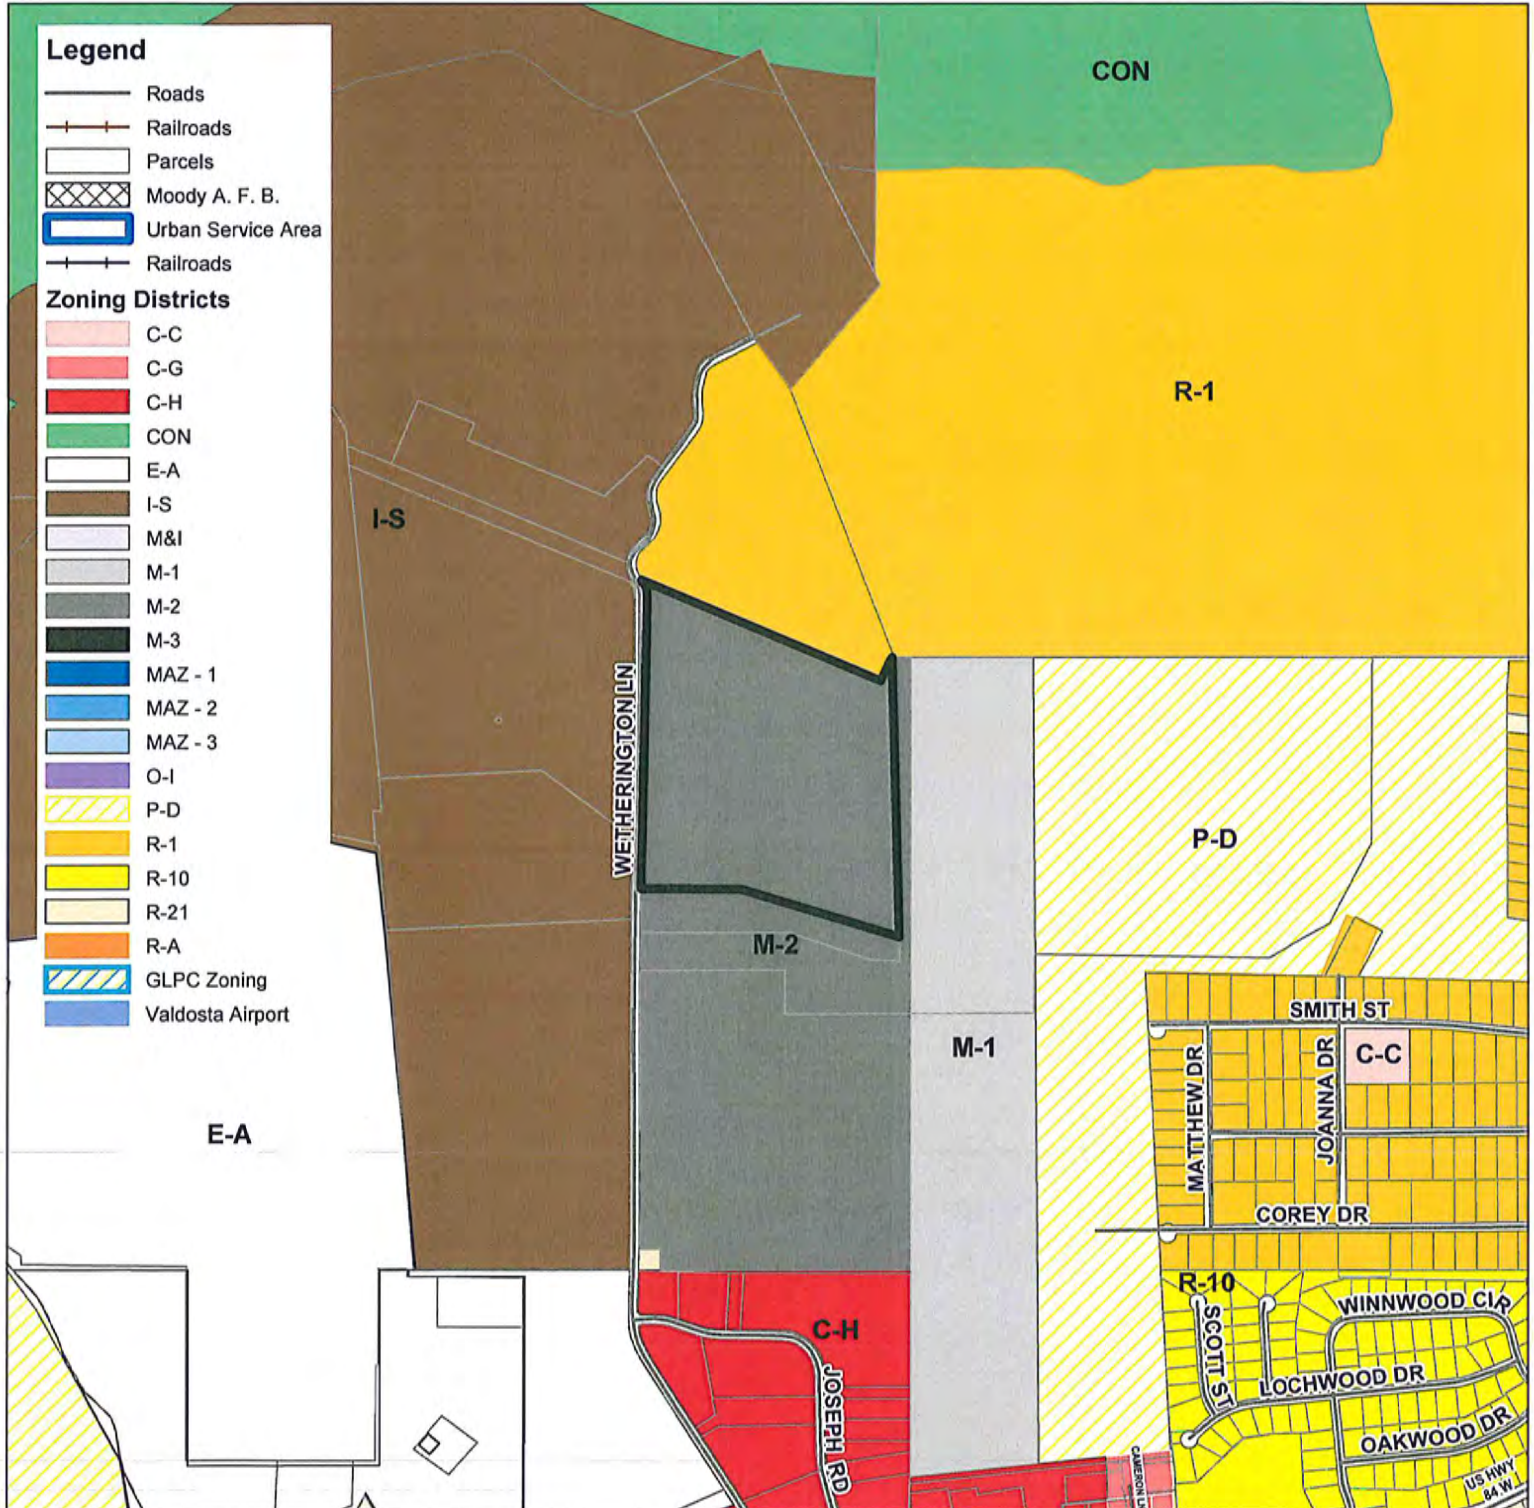 Legend
Roads
Railroads
Parcels
Moody A. F. B.
Urban Service Area
Railroads
Zoning Districts
C-C
C-G
C-H
CON
E-A
I-S
M&I
M-1
M-2
M-3
MAZ - 1
MAZ - 2
MAZ - 3
O-I
P-D
R-1
R-10
R-21
R-A
GLPC Zoning
Valdosta Airport
CON
R-1
I-S
WETHERINGTON LN
P-D
M-2
M-1
SMITH ST
C-C
MATTHEW DR
JOANNA DR
E-A
COREY DR
R-10
WINNWOOD CIR
SCOTT ST
C-H
LOCHWOOD DR
JOSEPH RD
OAKWOOD DR
CAMERON LN
US HWY
84 W